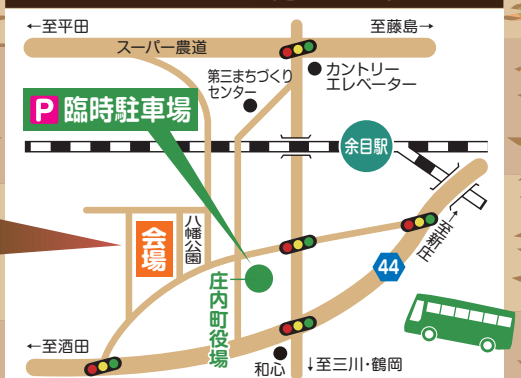 ←至平田
至藤島→
スーパー農道
第三まちづくり
センター
カントリー
エレベーター
P 臨時駐車場
余目駅
八幡公園
会場
至新庄→
44
庄内町役場
←至酒田
和心
↓至三川・鶴岡